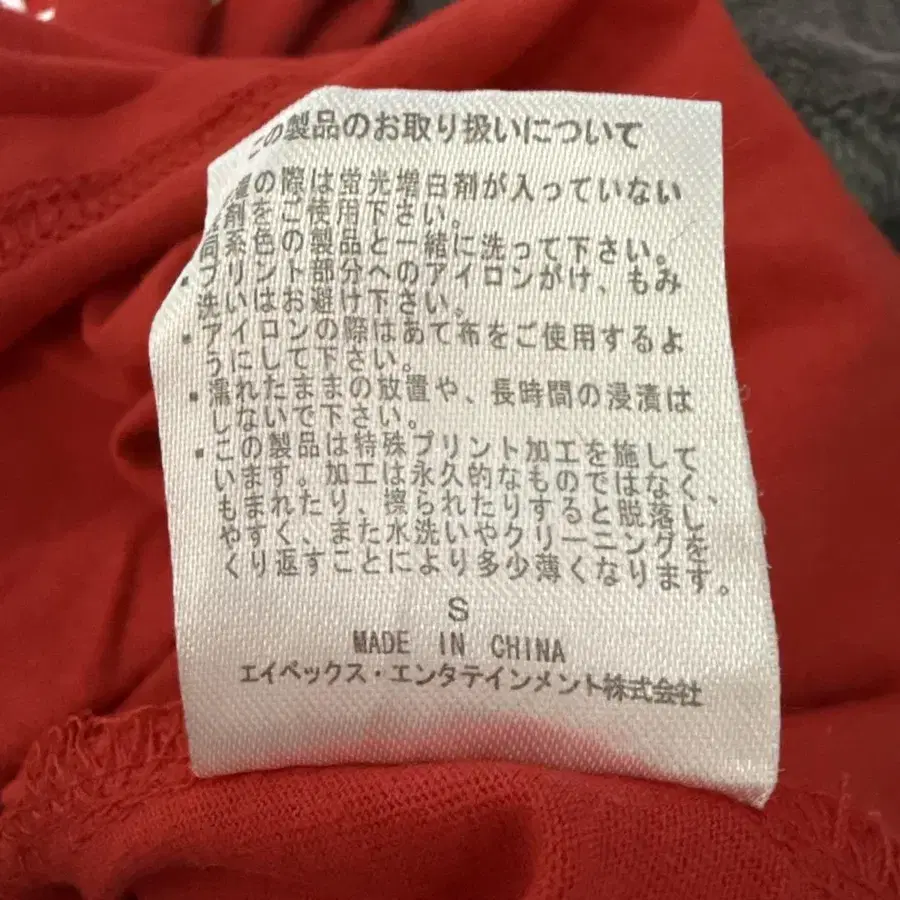 この製品のお取り扱いについて
の際は蛍光増白剤が入っていない
剤をご使用下さい。
同系色の製品と一緒に洗って下さい。
・プリント部分へのアイロンがけ、もみ
洗いはお避け下さい。
・アイロンの際はあて布をご使用するよ
うにして下さい。
・濡れたままの放置や、長時間の浸漬は
しないで下さい。
・この製品は特殊プリント加工を施して
います。加工は永久的なものではなく、
もまれたり、擦られたりすると脱落し
やすく、また水洗いやクリーニングを
くり返すことにより多少薄くなります。
S
MADE IN CHINA
エイベックス・エンタテインメント株式会社